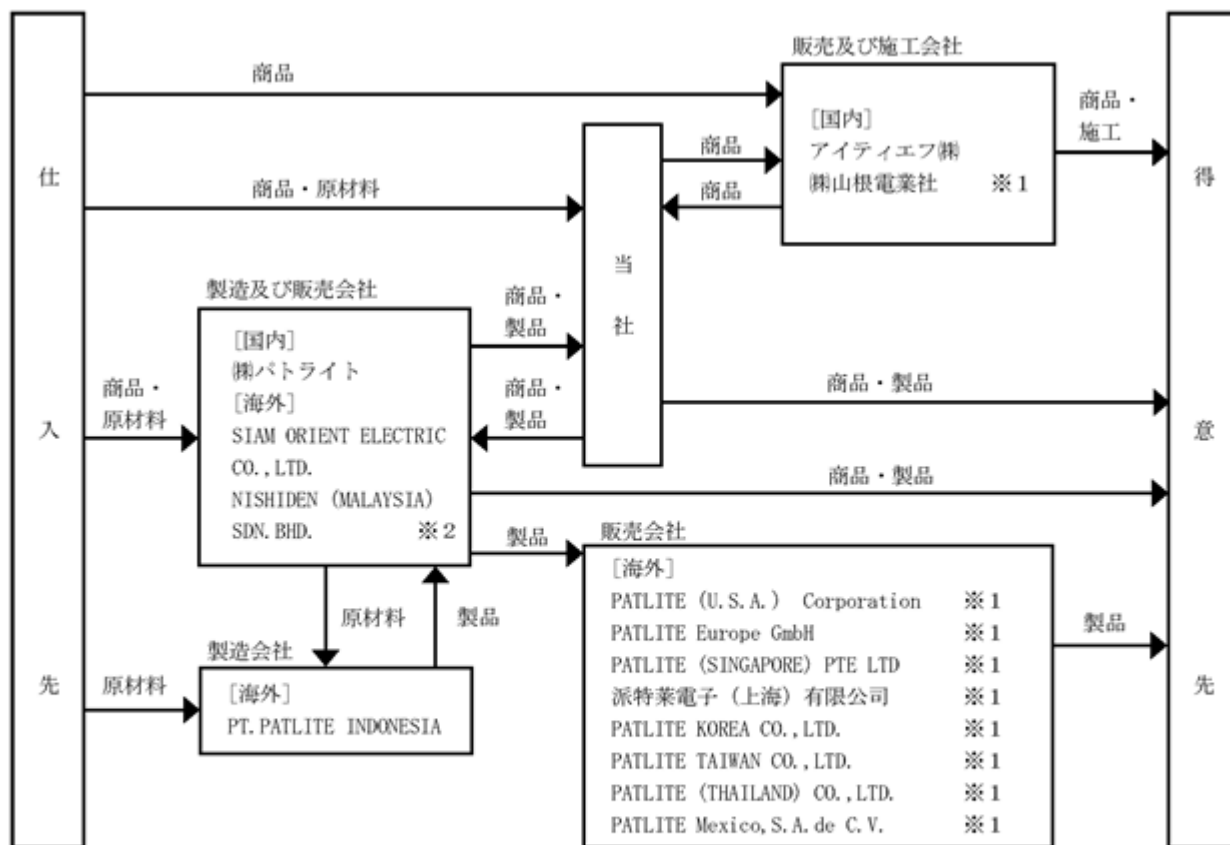 仕入先
商品
商品・原材料
商品・
原材料
原材料
製造及び販売会社
［国内］
㈱パトライト
［海外］
SIAM ORIENT ELECTRIC
CO.,LTD.
NISHIDEN (MALAYSIA)
SDN.BHD. ※２
原材料
製品
製造会社
［海外］
PT.PATLITE INDONESIA
商品・
製品
商品・
製品
製品
当社
商品
商品
販売及び施工会社
［国内］
アイティエフ㈱
㈱山根電業社 ※１
商品・
施工
商品・製品
商品・製品
販売会社
［海外］
PATLITE (U.S.A.) Corporation ※１
PATLITE Europe GmbH ※１
PATLITE (SINGAPORE) PTE LTD ※１
派特莱電子（上海）有限公司 ※１
PATLITE KOREA CO.,LTD. ※１
PATLITE TAIWAN CO.,LTD. ※１
PATLITE (THAILAND) CO.,LTD. ※１
PATLITE Mexico,S.A.de C.V. ※１
製品
得意先